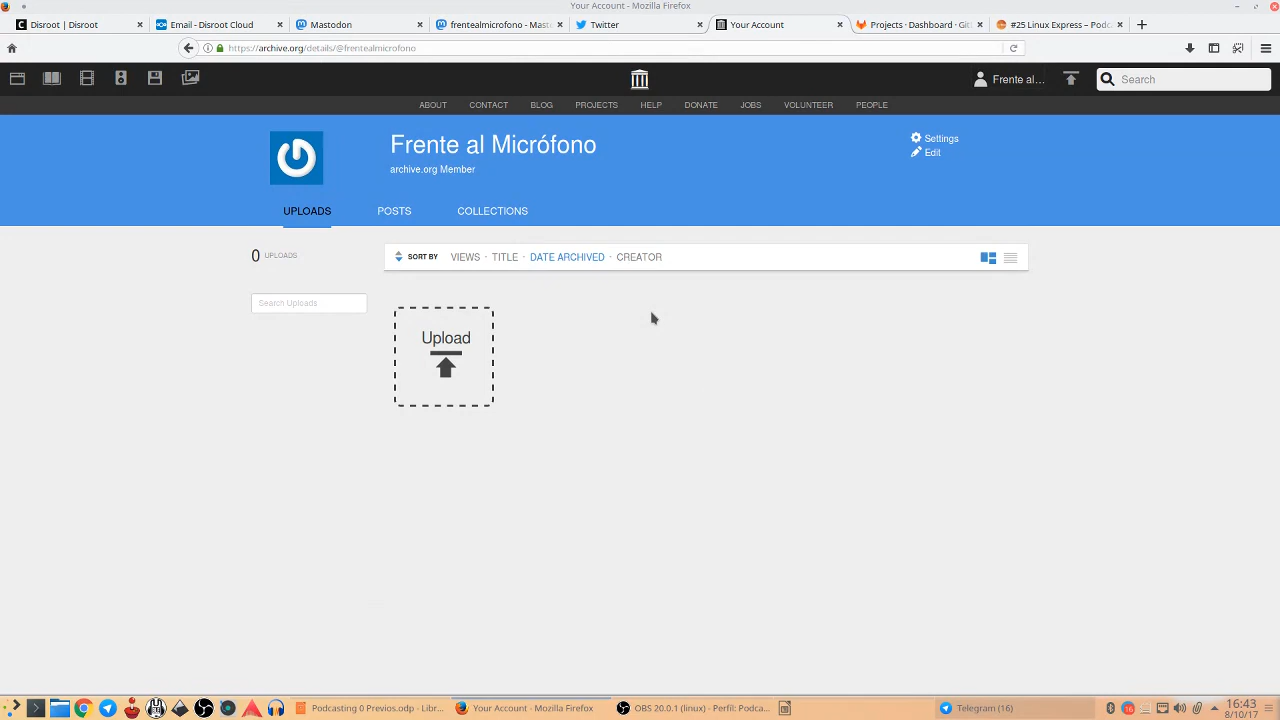 Your Account - Mozilla Firefox
Disroot | Disroot
Email - Disroot Cloud
Mastodon
frentealmicrofono - Mast
Twitter
Your Account
Projects · Dashboard · Git
#25 Linux Express – Podc
https://archive.org/details/@frentealmicrofono
Frente al...
Search
ABOUT CONTACT BLOG PROJECTS HELP DONATE JOBS VOLUNTEER PEOPLE
Frente al Micrófono
archive.org Member
Settings
Edit
UPLOADS POSTS COLLECTIONS
0 UPLOADS
SORT BY VIEWS · TITLE · DATE ARCHIVED · CREATOR
Search Uploads
Upload
Podcasting 0 Previos.odp - Libr...
Your Account - Mozilla Firefox
OBS 20.0.1 (linux) - Perfil: Podca...
Telegram (16)
16
16:43
8/10/17